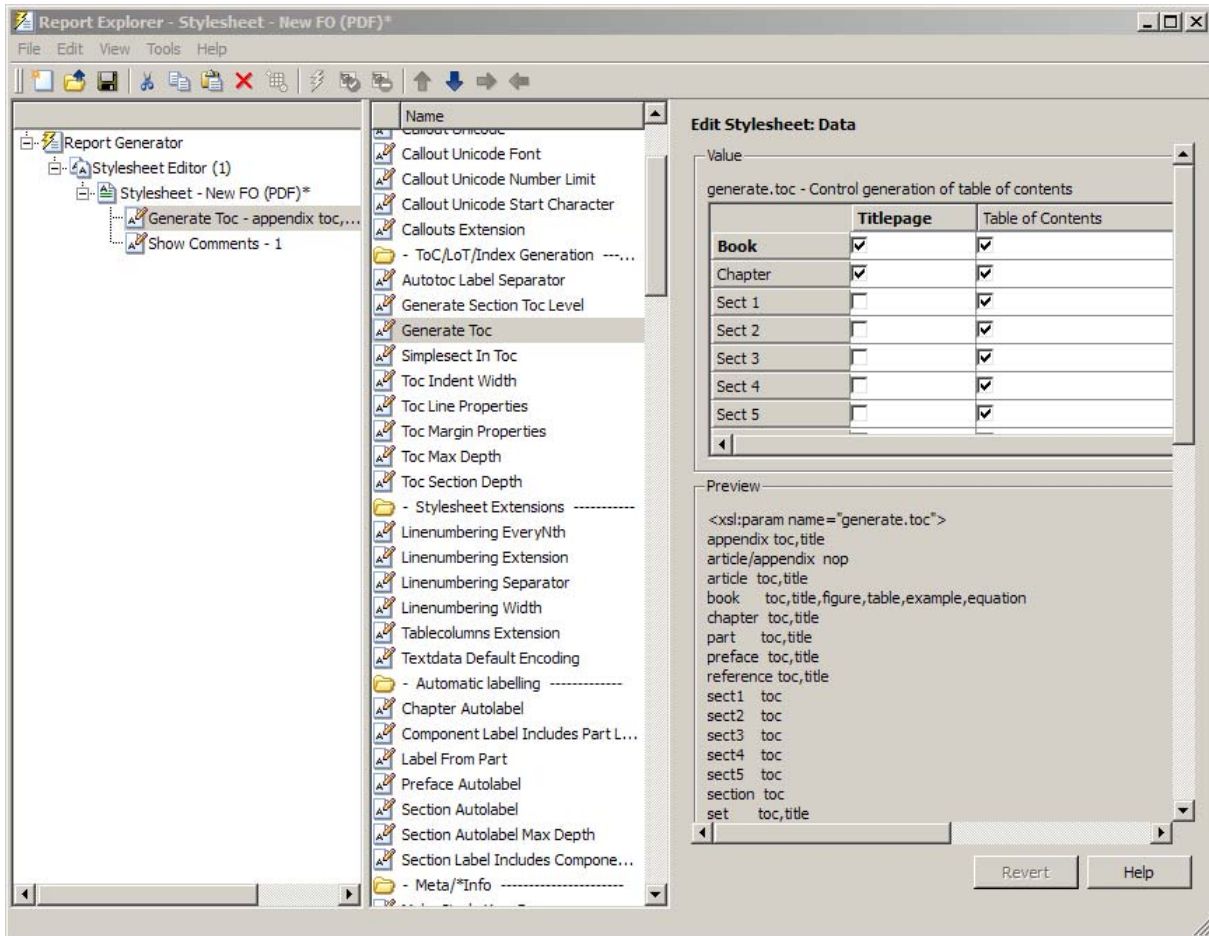 Report Explorer - Stylesheet - New FO (PDF)*
File Edit View Tools Help
Report Generator
Stylesheet Editor (1)
Stylesheet - New FO (PDF)*
Generate Toc - appendix toc,...
Show Comments - 1
Name
Callout Unicode
Callout Unicode Font
Callout Unicode Number Limit
Callout Unicode Start Character
Callouts Extension
- ToC/LoT/Index Generation ---...
Autotoc Label Separator
Generate Section Toc Level
Generate Toc
Simplesect In Toc
Toc Indent Width
Toc Line Properties
Toc Margin Properties
Toc Max Depth
Toc Section Depth
- Stylesheet Extensions -----------
Linenumbering EveryNth
Linenumbering Extension
Linenumbering Separator
Linenumbering Width
Tablecolumns Extension
Textdata Default Encoding
- Automatic labelling -------------
Chapter Autolabel
Component Label Includes Part L...
Label From Part
Preface Autolabel
Section Autolabel
Section Autolabel Max Depth
Section Label Includes Compone...
- Meta/*Info ----------------------
Edit Stylesheet: Data
Value
generate.toc - Control generation of table of contents
Titlepage Table of Contents
Book
Chapter
Sect 1
Sect 2
Sect 3
Sect 4
Sect 5
Preview
<xsl:param name="generate.toc">
appendix toc,title
article/appendix nop
article toc,title
book toc,title,figure,table,example,equation
chapter toc,title
part toc,title
preface toc,title
reference toc,title
sect1 toc
sect2 toc
sect3 toc
sect4 toc
sect5 toc
section toc
set toc,title
Revert Help